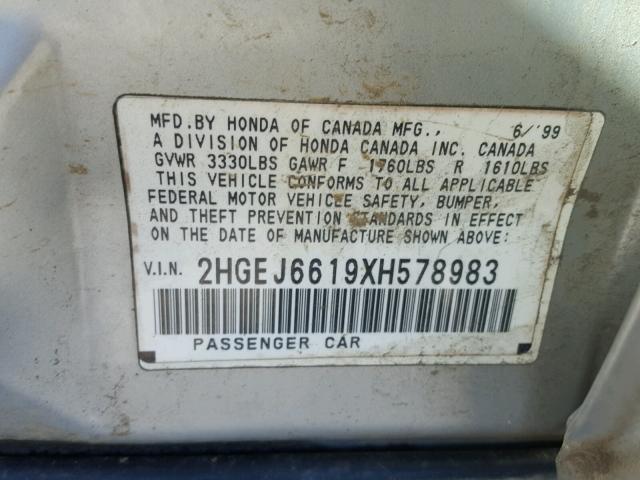 MFD.BY HONDA OF CANADA MFG., 6/'99
A DIVISION OF HONDA CANADA INC. CANADA
GVWR 3330LBS GAWR F 1760LBS R 1610LBS
THIS VEHICLE CONFORMS TO ALL APPLICABLE
FEDERAL MOTOR VEHICLE SAFETY, BUMPER,
AND THEFT PREVENTION STANDARDS IN EFFECT
ON THE DATE OF MANUFACTURE SHOWN ABOVE:
V.I.N. 2HGEJ6619XH578983
PASSENGER CAR